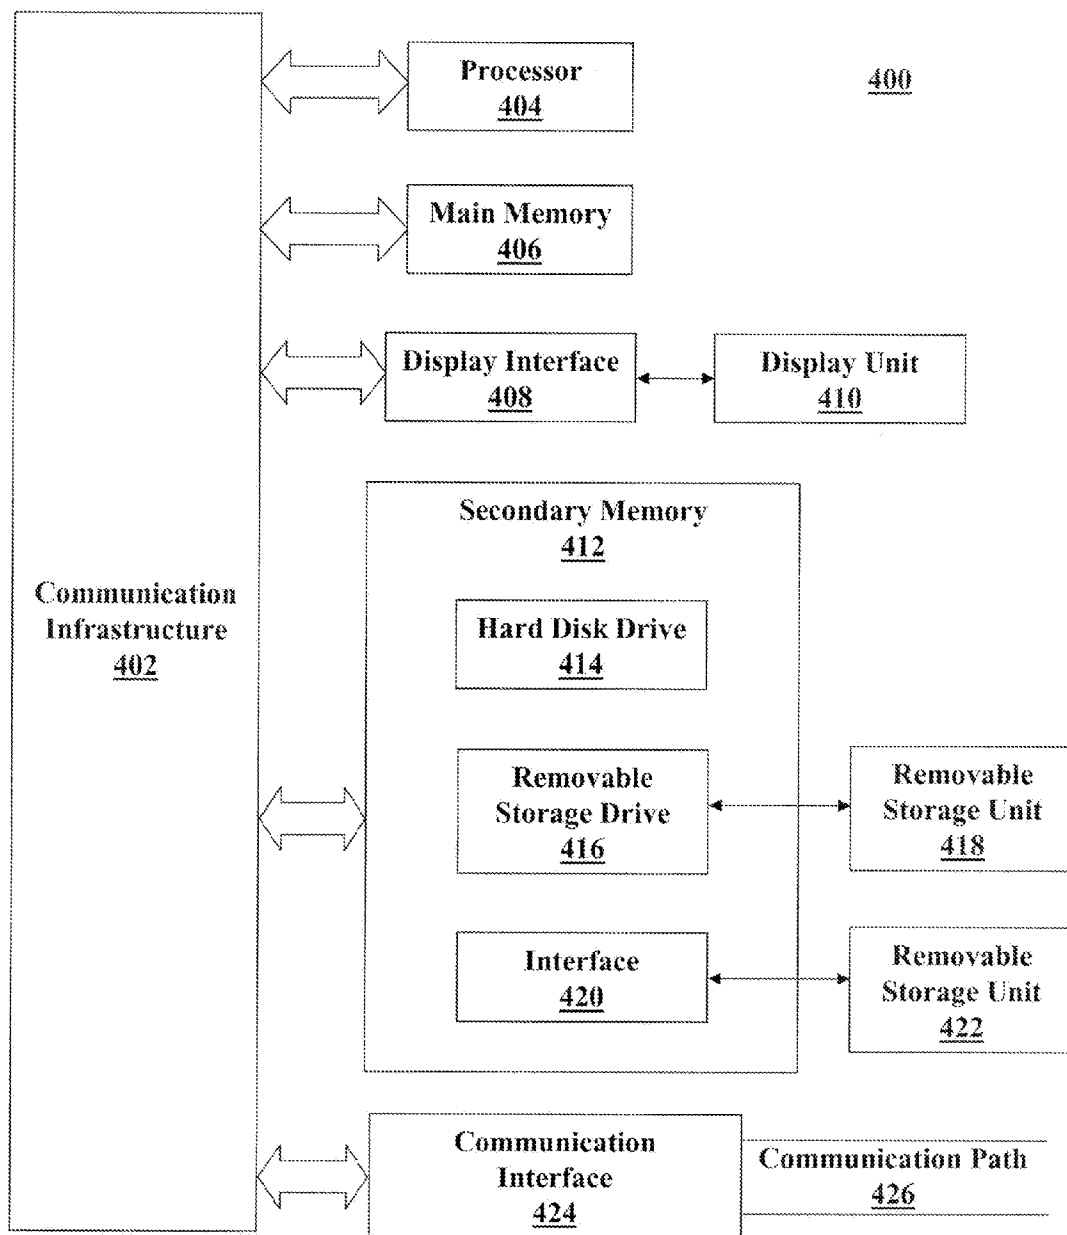 Processor
404
400
Main Memory
406
Display Interface
408
Display Unit
410
Secondary Memory
412
Communication
Infrastructure
402
Hard Disk Drive
414
Removable
Storage Drive
416
Removable
Storage Unit
418
Interface
420
Removable
Storage Unit
422
Communication
Interface
424
Communication Path
426